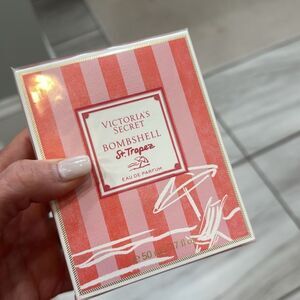 VICTORIA'S
SECRET
BOMBSHELL
St. Tropez
EAU DE PARFUM